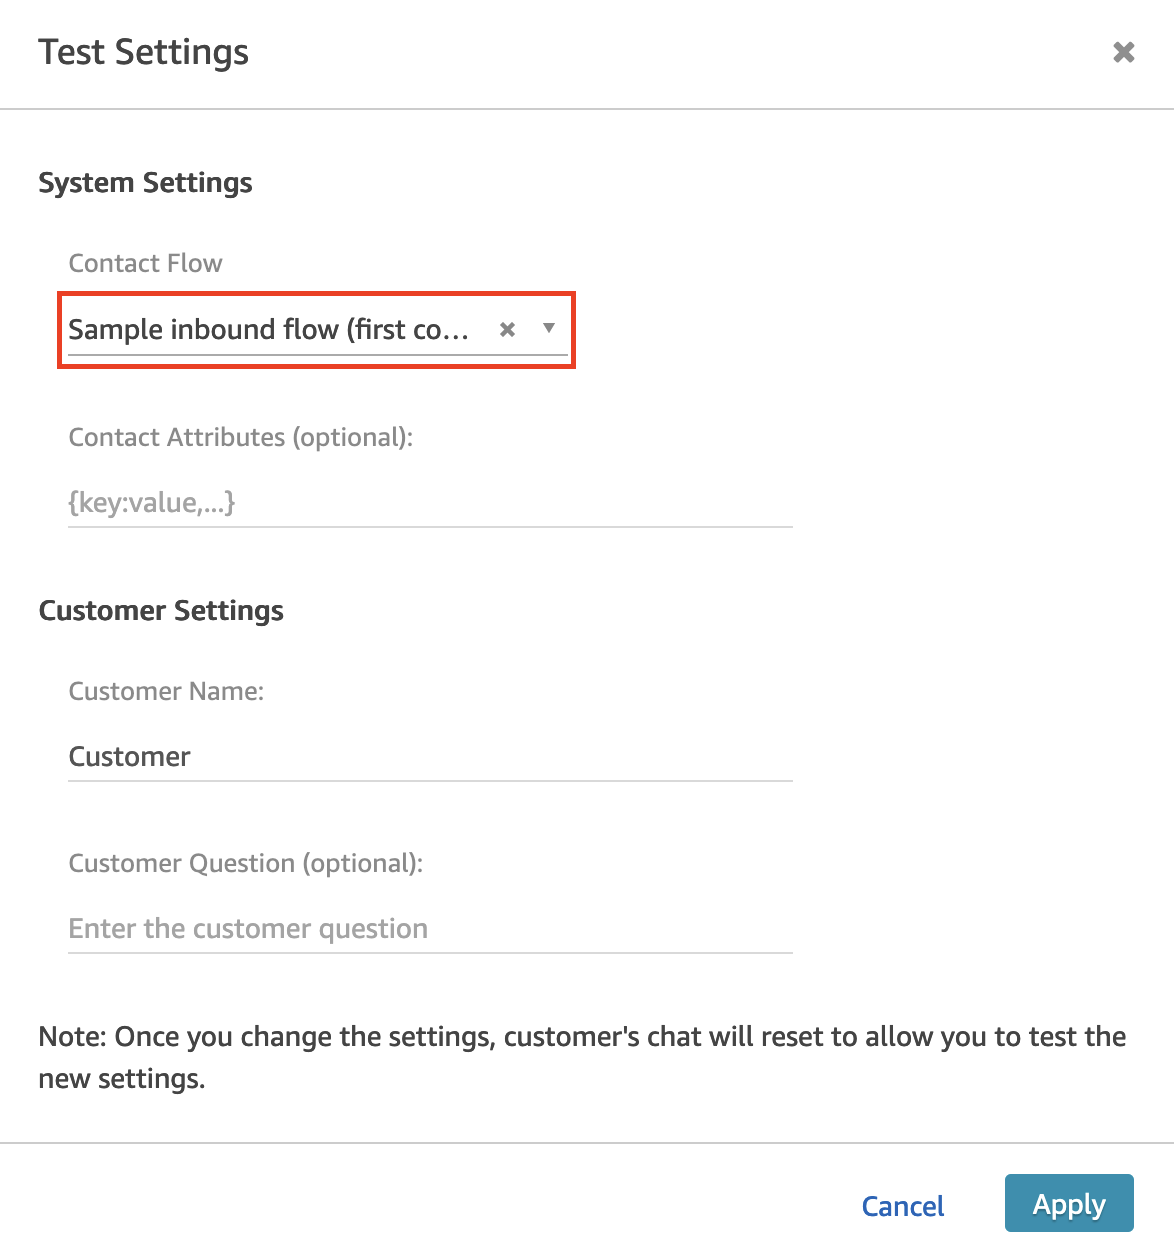 Test Settings
System Settings
Contact Flow
Sample inbound flow (first co...
Contact Attributes (optional):
{key:value,...}
Customer Settings
Customer Name:
Customer
Customer Question (optional):
Enter the customer question
Note: Once you change the settings, customer's chat will reset to allow you to test the
new settings.
Cancel Apply